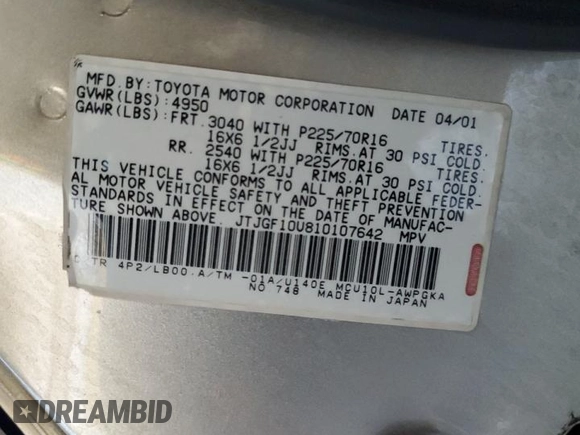 MFD.BY:TOYOTA MOTOR CORPORATION DATE 04/01
GVWR(LBS):4950
GAWR(LBS):FRT.3040 WITH P225/70R16 TIRES.
16X6 1/2JJ RIMS.AT 30 PSI COLD
RR. 2540 WITH P225/70R16 TIRES.
16X6 1/2JJ RIMS.AT 30 PSI COLD.
THIS VEHICLE CONFORMS TO ALL APPLICABLE FEDER-
AL MOTOR VEHICLE SAFETY AND THEFT PREVENTION
STANDARDS IN EFFECT ON THE DATE OF MANUFAC-
TURE SHOWN ABOVE. JTJGF10U810107642 MPV
C/TR 4P2/LB00.A/TM -01A/U140E MCU10L-AWPGKA
NO 748 MADE IN JAPAN
DREAMBID